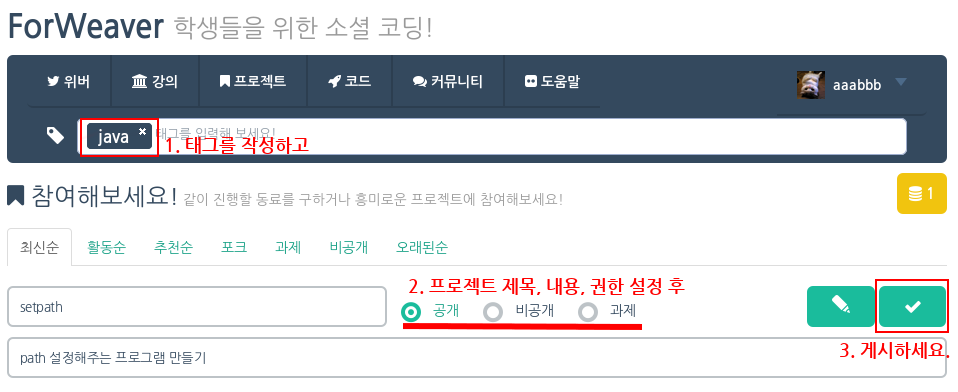 ForWeaver 학생들을 위한 소셜 코딩!
위버 강의 프로젝트 코드 커뮤니티 도움말 aaabbb
java × 태그를 입력해 보세요!
1. 태그를 작성하고
참여해보세요! 같이 진행할 동료를 구하거나 흥미로운 프로젝트에 참여해보세요! 1
최신순 활동순 추천순 포크 과제 비공개 오래된순
2. 프로젝트 제목, 내용, 권한 설정 후
setpath 공개 비공개 과제
3. 게시하세요.
path 설정해주는 프로그램 만들기